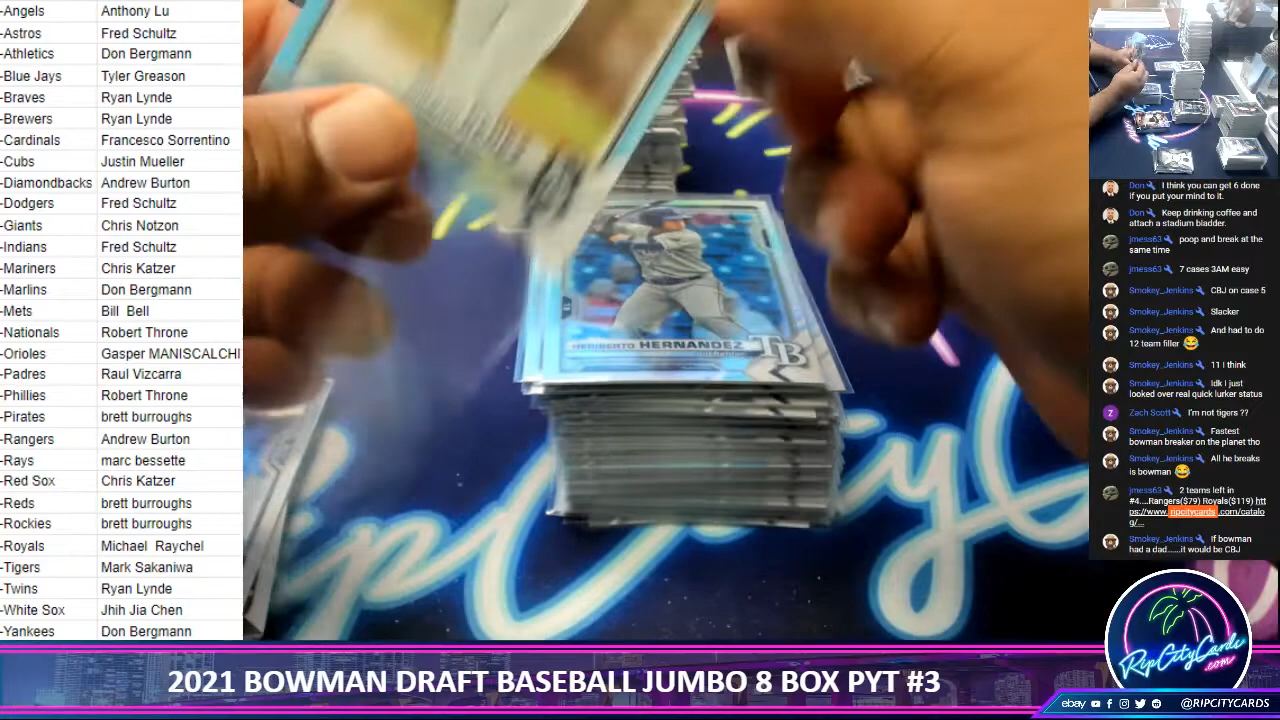 -Angels Anthony Lu
-Astros Fred Schultz
-Athletics Don Bergmann
-Blue Jays Tyler Greason
-Braves Ryan Lynde
-Brewers Ryan Lynde
-Cardinals Francesco Sorrentino
-Cubs Justin Mueller
-Diamondbacks Andrew Burton
-Dodgers Fred Schultz
-Giants Chris Notzon
-Indians Fred Schultz
-Mariners Chris Katzer
-Marlins Don Bergmann
-Mets Bill Bell
-Nationals Robert Throne
-Orioles Gasper MANISCALCHI
-Padres Raul Vizcarra
-Phillies Robert Throne
-Pirates brett burroughs
-Rangers Andrew Burton
-Rays marc bessette
-Red Sox Chris Katzer
-Reds brett burroughs
-Rockies brett burroughs
-Royals Michael Raychel
-Tigers Mark Sakaniwa
-Twins Ryan Lynde
-White Sox Jhih Jia Chen
-Yankees Don Bergmann
HERIBERTO HERNANDEZ
TB
Don I think you can get 6 done
if you put your mind to it.
Don Keep drinking coffee and
attach a stadium bladder.
jmess63 poop and break at the
same time
jmess63 7 cases 3AM easy
Smokey_Jenkins CBJ on case 5
Smokey_Jenkins Slacker
Smokey_Jenkins And had to do
12 team filler 😂
Smokey_Jenkins 11 i think
Smokey_Jenkins Idk I just
looked over real quick lurker status
Z Zach Scott I'm not tigers ??
Smokey_Jenkins Fastest
bowman breaker on the planet tho
Smokey_Jenkins All he breaks
is bowman 😂
jmess63 2 teams left in
#4....Rangers($79) Royals($119) htt
ps://www.ripcitycards.com/catalo
g/...
Smokey_Jenkins If bowman
had a dad......it would be CBJ
RipCityCards
.com
2021 BOWMAN DRAFT BASEBALL JUMBO 8 BOX PYT #3
ebay @RIPCITYCARDS